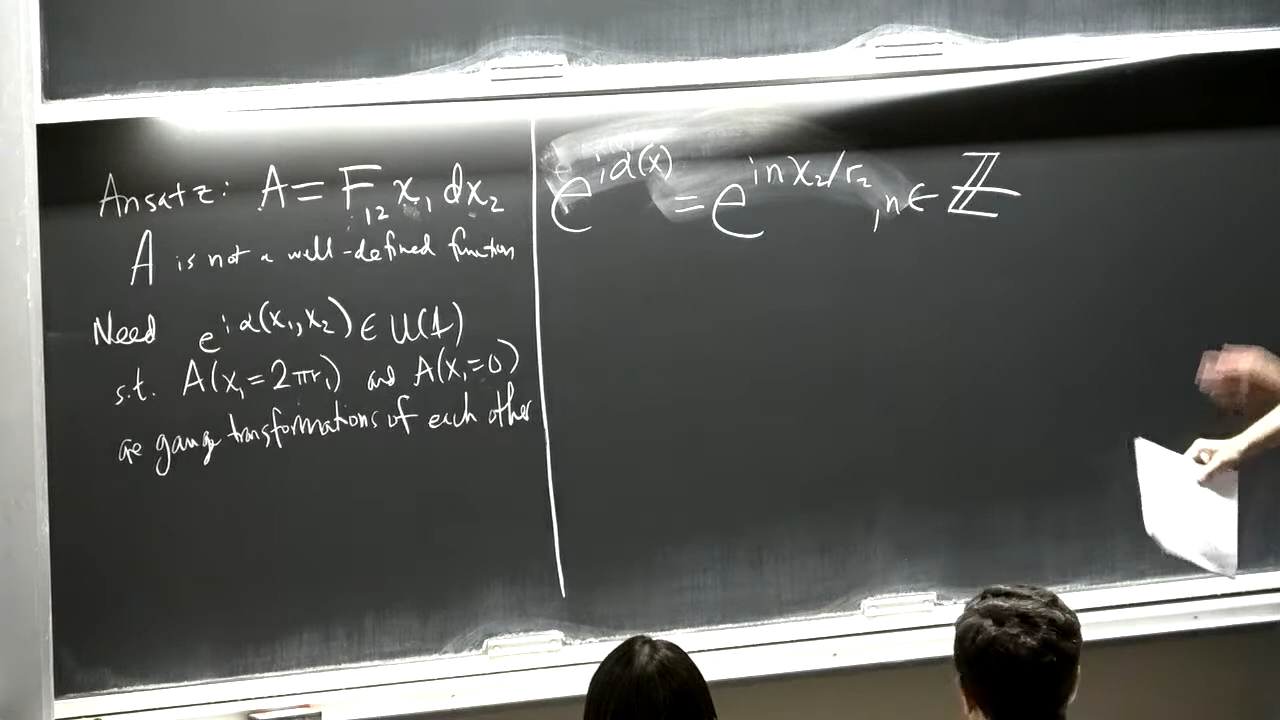 Ansatz: A = F₁₂ x₁ dx₂
A is not a well-defined function
Need e^{iα(x₁,x₂)} ∈ U(1)
s.t. A(x₁=2πr₁) and A(x₁=0)
are gauge transformations of each other
e^{iα(x)} = e^{inx₂/r₂}, n ∈ ℤ